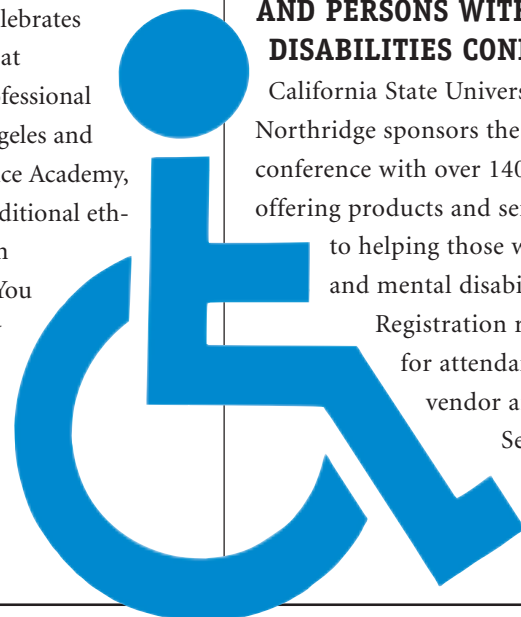 lebrates
at
fessional
geles and
ce Academy,
ditional eth-
n
You
AND PERSONS WITH
DISABILITIES CON
California State Univers
Northridge sponsors the
conference with over 140
offering products and se
to helping those w
and mental disabi
Registration r
for attenda
vendor a
Se